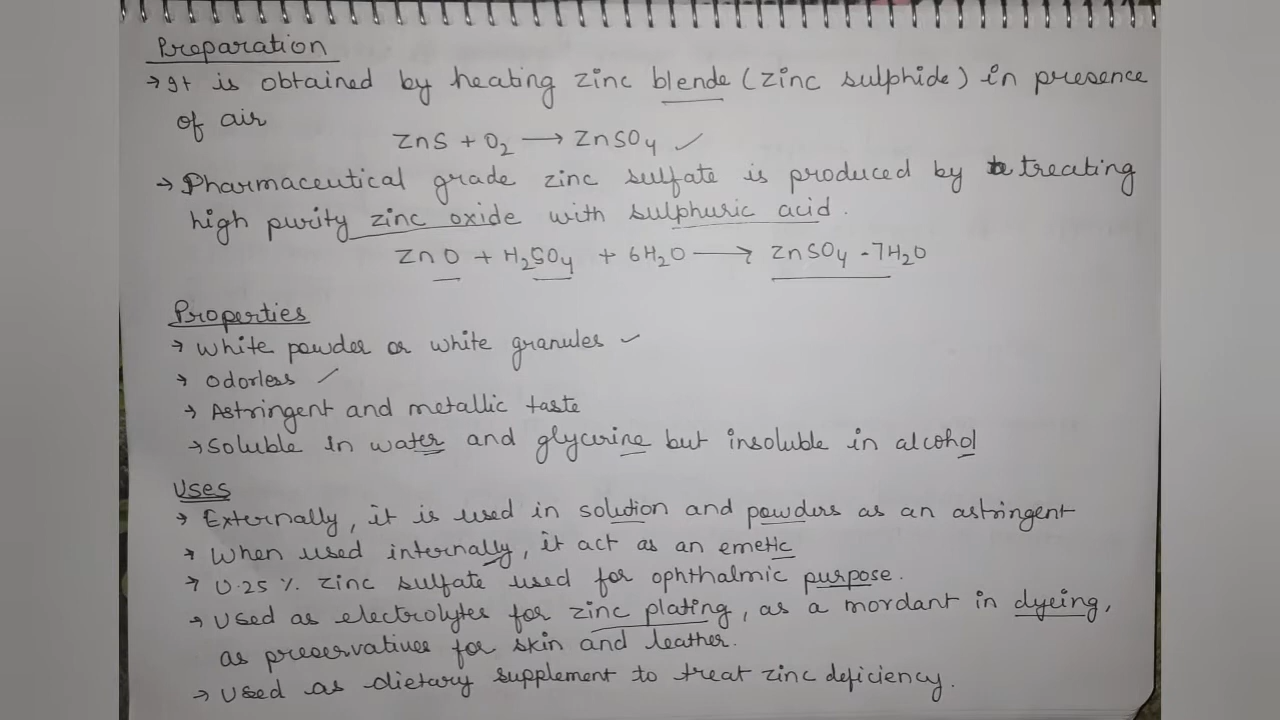 Preparation
→ It is obtained by heating zinc blende (zinc sulphide) in presence
of air
ZnS + O₂ ⟶ ZnSO₄ ✓
→ Pharmaceutical grade zinc sulfate is produced by treating
high purity zinc oxide with sulphuric acid.
ZnO + H₂SO₄ + 6H₂O ⟶ ZnSO₄ - 7H₂O
Properties
→ White powder or white granules ✓
→ Odorless ✓
→ Astringent and metallic taste
→ Soluble in water and glycerine but insoluble in alcohol
Uses
→ Externally, it is used in solution and powders as an astringent
→ When used internally, it act as an emetic
→ 0.25 % zinc sulfate used for ophthalmic purpose.
→ Used as electrolytes for zinc plating, as a mordant in dyeing,
as preservatives for skin and leather.
→ Used as dietary supplement to treat zinc deficiency.